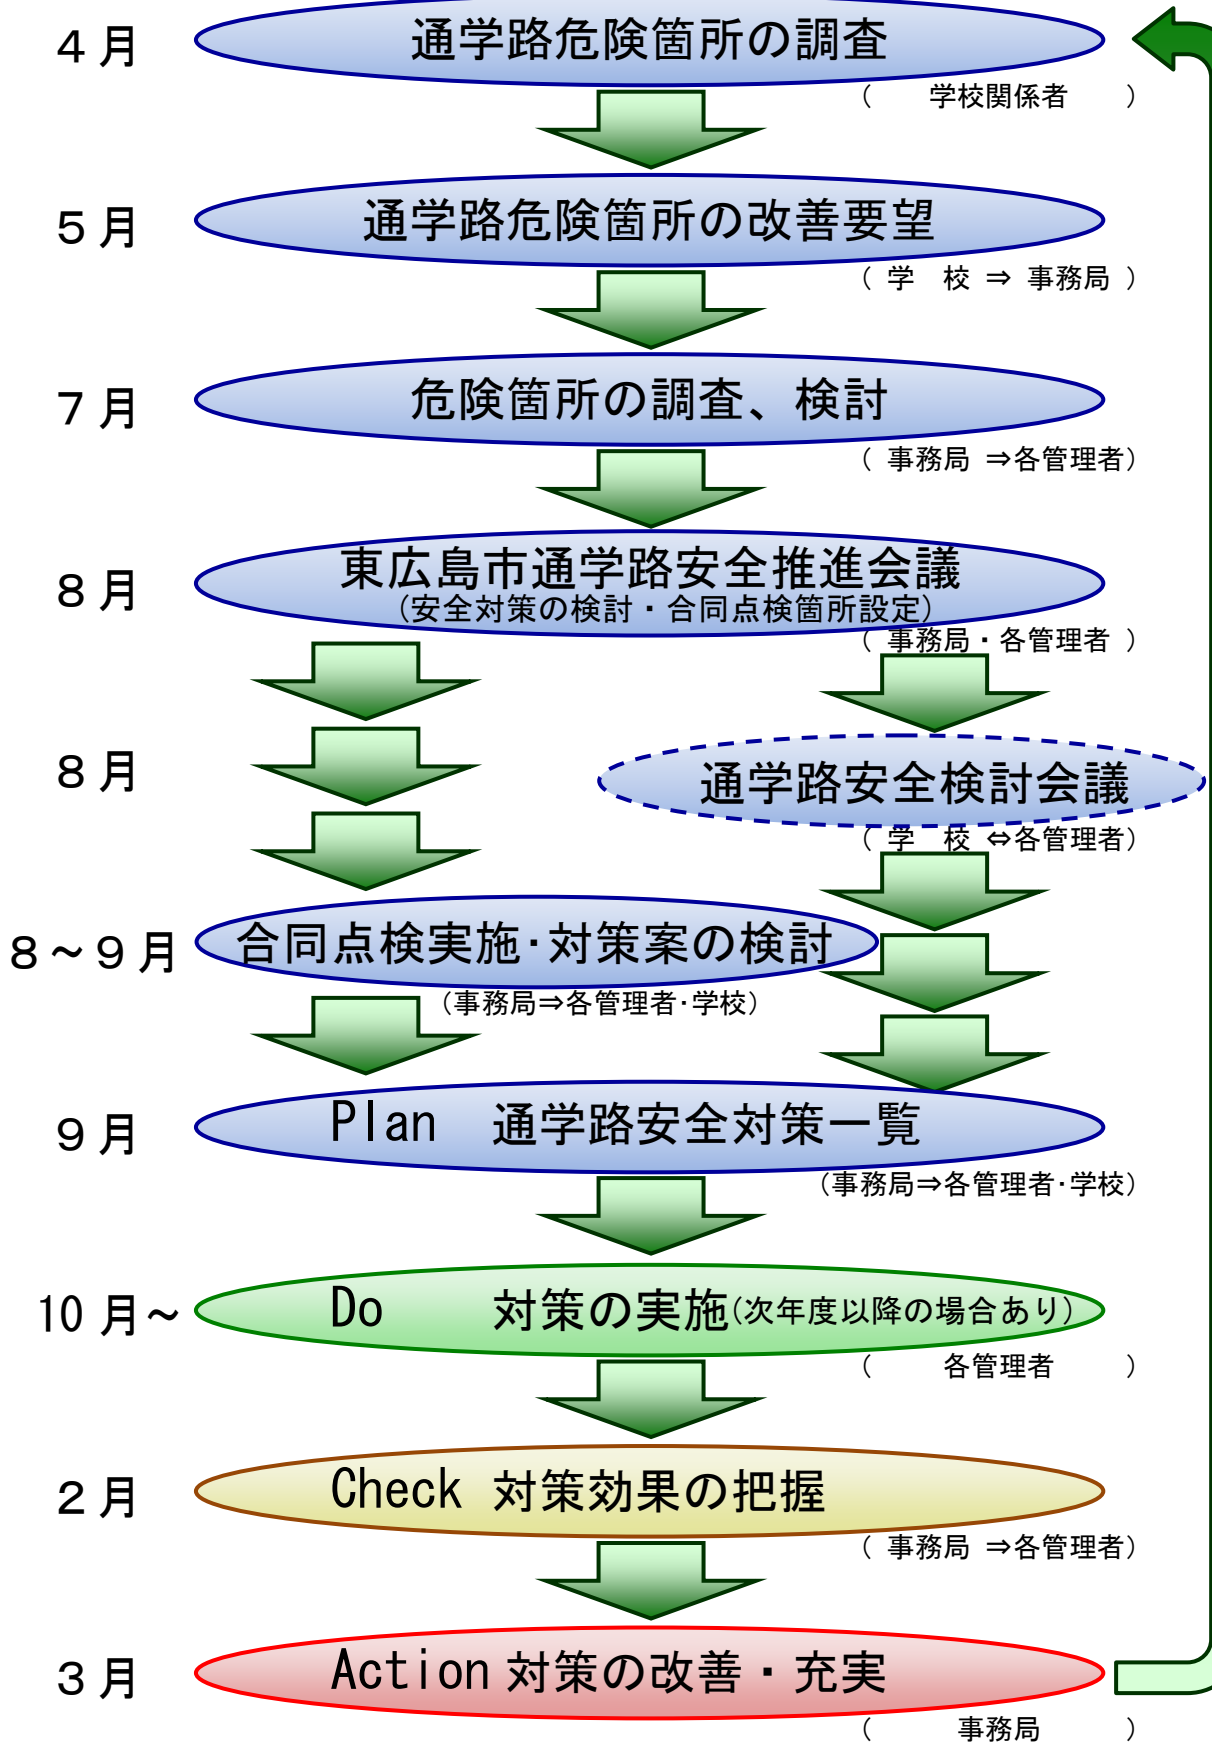 4月 通学路危険箇所の調査
（　学校関係者　）
5月 通学路危険箇所の改善要望
（ 学　校 ⇒ 事務局 ）
7月 危険箇所の調査、検討
（ 事務局 ⇒各管理者）
8月 東広島市通学路安全推進会議
（安全対策の検討・合同点検箇所設定）
（ 事務局・各管理者 ）
8月 通学路安全検討会議
（ 学　校 ⇔各管理者）
8～9月 合同点検実施・対策案の検討
（事務局⇒各管理者・学校）
9月 Plan 通学路安全対策一覧
（事務局⇒各管理者・学校）
10月～ Do 対策の実施（次年度以降の場合あり）
（　各管理者　）
2月 Check 対策効果の把握
（ 事務局 ⇒各管理者）
3月 Action 対策の改善・充実
（　事務局　）